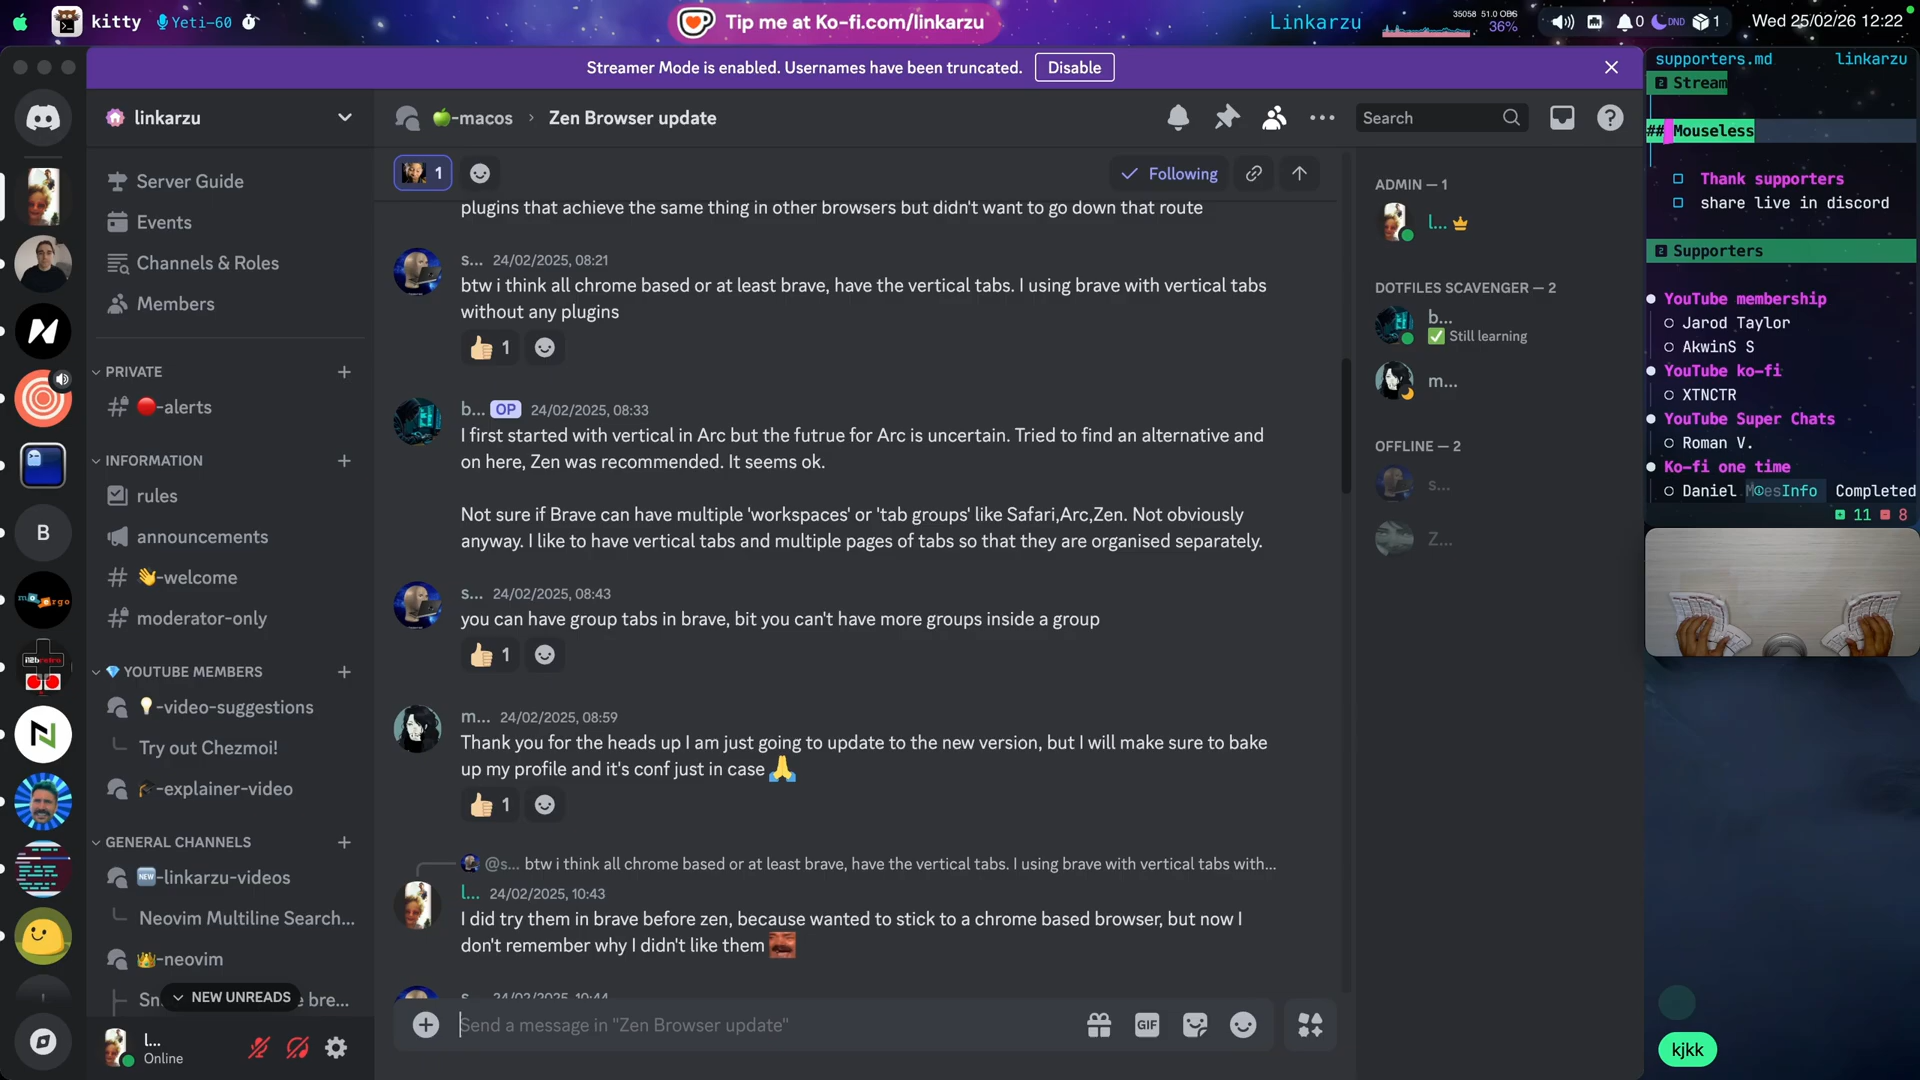 kitty
Yeti-60
Tip me at Ko-fi.com/linkarzu
Linkarzu
35058 51.0 OBS
36%
0
DND
1
Wed 25/02/26 12:22
Streamer Mode is enabled. Usernames have been truncated.
Disable
linkarzu
Server Guide
Events
Channels & Roles
Members
PRIVATE
-alerts
INFORMATION
rules
announcements
-welcome
moderator-only
YOUTUBE MEMBERS
-video-suggestions
Try out Chezmoi!
-explainer-video
GENERAL CHANNELS
-linkarzu-videos
Neovim Multiline Search...
-neovim
NEW UNREADS
e bre...
l...
Online
B
-macos
Zen Browser update
Search
1
Following
plugins that achieve the same thing in other browsers but didn't want to go down that route
s... 24/02/2025, 08:21
btw i think all chrome based or at least brave, have the vertical tabs. I using brave with vertical tabs
without any plugins
1
b... OP 24/02/2025, 08:33
I first started with vertical in Arc but the futrue for Arc is uncertain. Tried to find an alternative and
on here, Zen was recommended. It seems ok.
Not sure if Brave can have multiple 'workspaces' or 'tab groups' like Safari,Arc,Zen. Not obviously
anyway. I like to have vertical tabs and multiple pages of tabs so that they are organised separately.
s... 24/02/2025, 08:43
you can have group tabs in brave, bit you can't have more groups inside a group
1
m... 24/02/2025, 08:59
Thank you for the heads up I am just going to update to the new version, but I will make sure to bake
up my profile and it's conf just in case
1
@s... btw i think all chrome based or at least brave, have the vertical tabs. I using brave with vertical tabs with...
l... 24/02/2025, 10:43
I did try them in brave before zen, because wanted to stick to a chrome based browser, but now I
don't remember why I didn't like them
s... 24/02/2025, 10:44
Send a message in "Zen Browser update"
GIF
ADMIN — 1
l...
DOTFILES SCAVENGER — 2
b...
Still learning
m...
OFFLINE — 2
s...
Z...
supporters.md
linkarzu
2 Stream
## Mouseless
Thank supporters
share live in discord
2 Supporters
YouTube membership
Jarod Taylor
AkwinS S
YouTube ko-fi
XTNCTR
YouTube Super Chats
Roman V.
Ko-fi one time
Daniel
Info Completed
11 8
kjkk